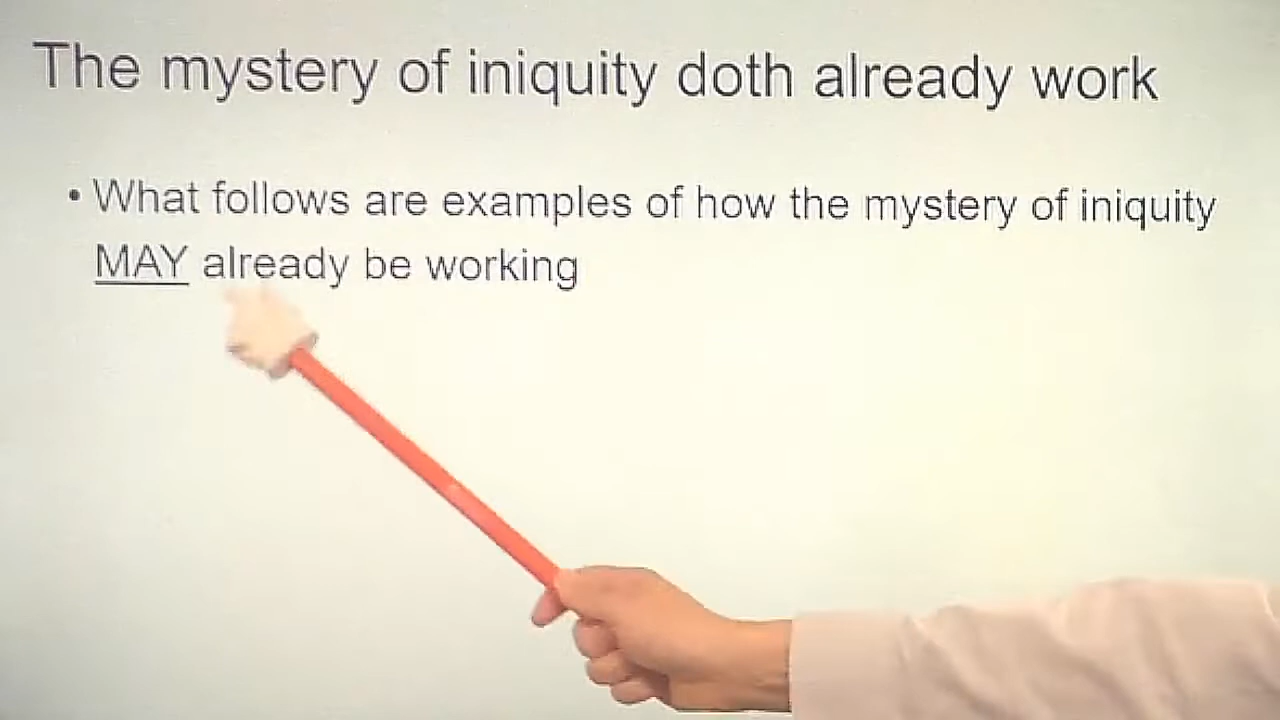 The mystery of iniquity doth already work
• What follows are examples of how the mystery of iniquity
MAY already be working